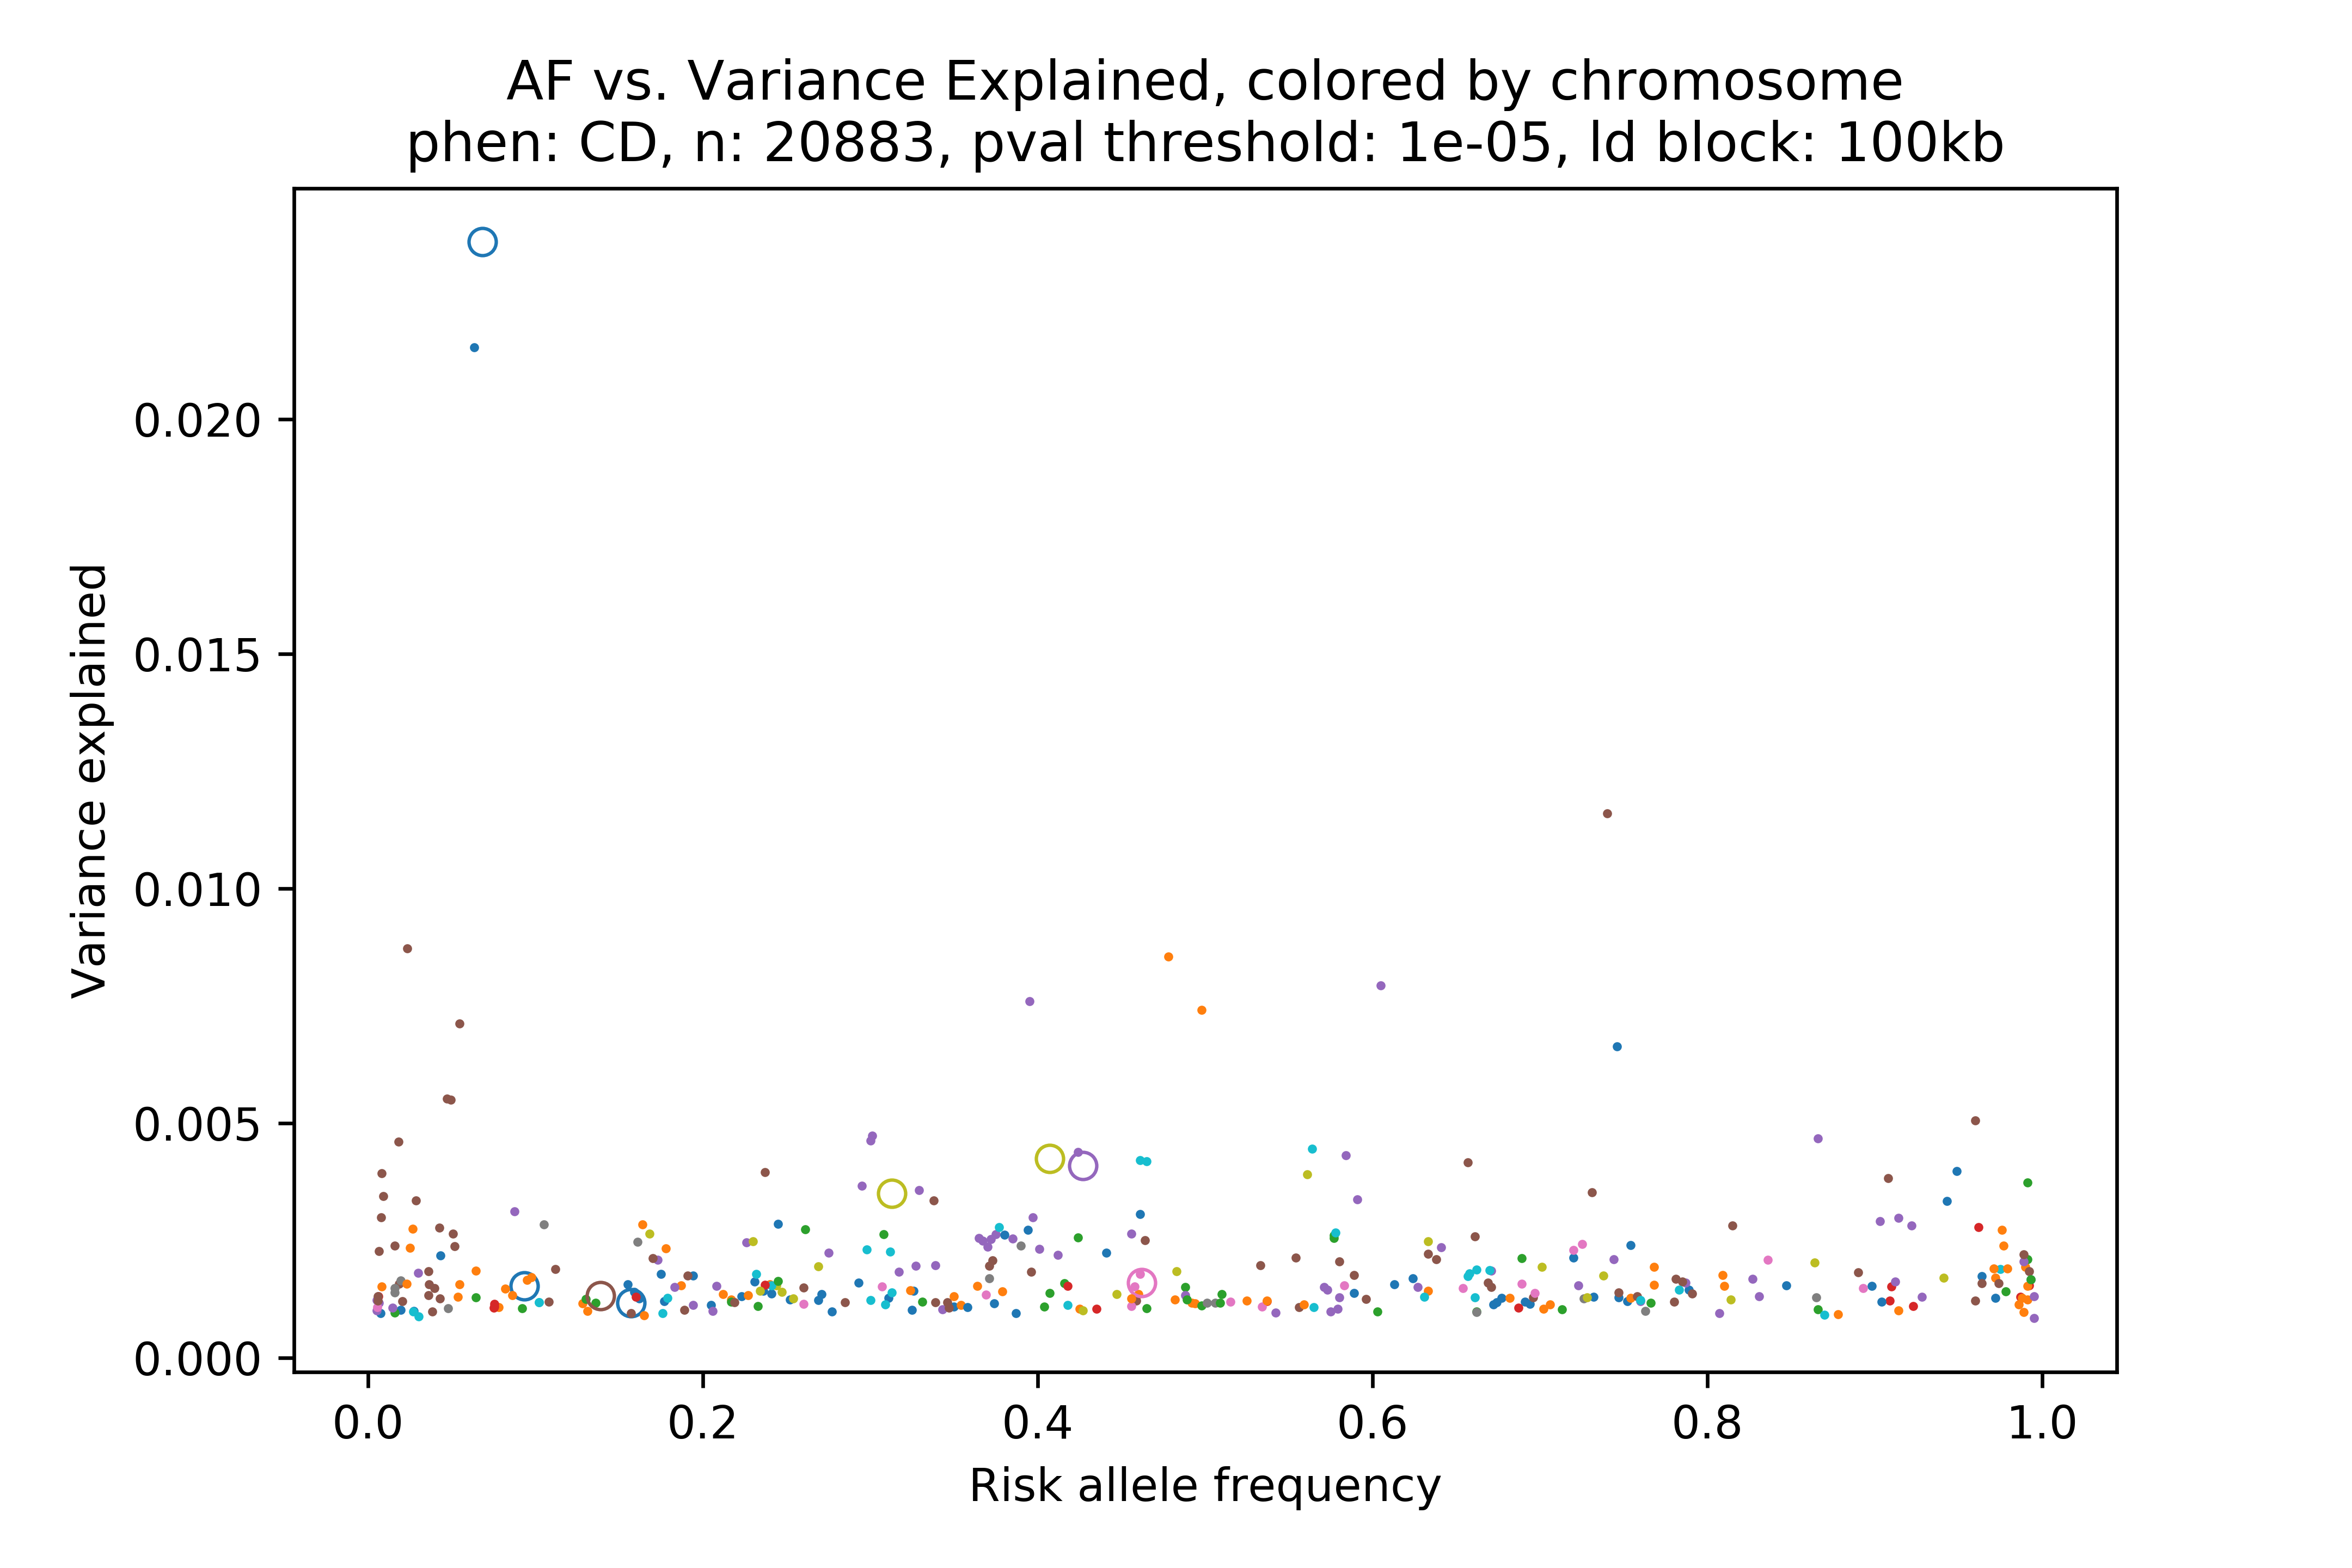 AF vs. Variance Explained, colored by chromosome
phen: CD, n: 20883, pval threshold: 1e-05, ld block: 100kb
Variance explained
0.020
0.015
0.010
0.005
0.000
0.0 0.2 0.4 0.6 0.8 1.0
Risk allele frequency